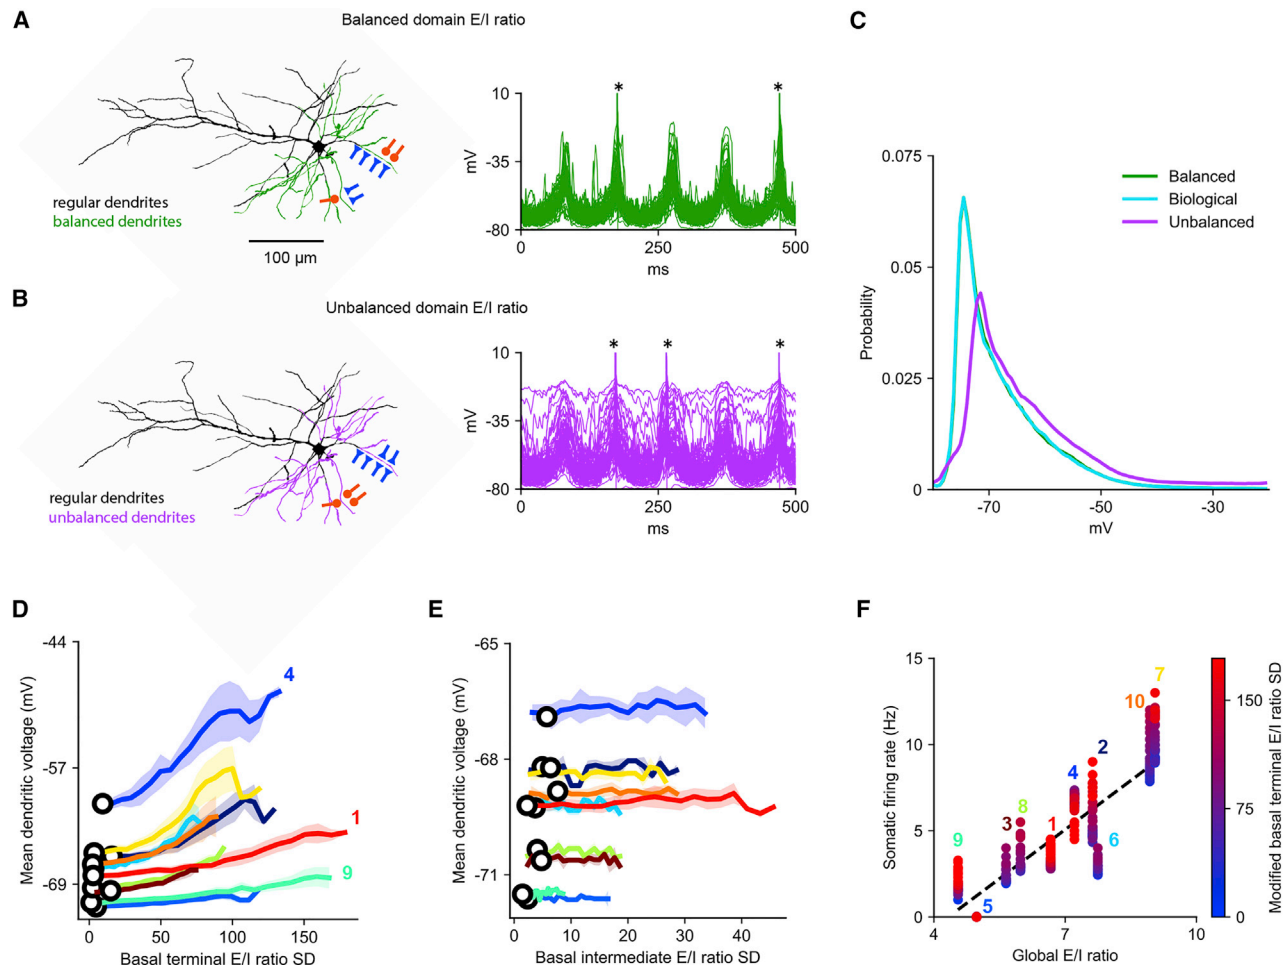 A
Balanced domain E/I ratio
regular dendrites
balanced dendrites
100 µm
mV
10
-35
-80
* *
0 250 500
ms
B
Unbalanced domain E/I ratio
regular dendrites
unbalanced dendrites
mV
10
-35
-80
* * *
0 250 500
ms
C
Probability
0.075
0.05
0.025
0
Balanced
Biological
Unbalanced
-70 -50 -30
mV
D
Mean dendritic voltage (mV)
-44
-57
-69
4
1
9
0 50 100 150
Basal terminal E/I ratio SD
E
Mean dendritic voltage (mV)
-65
-68
-71
0 10 20 30 40
Basal intermediate E/I ratio SD
F
Somatic firing rate (Hz)
15
10
5
0
7
10
2
4
8
3
1
9
6
5
4 7 10
Global E/I ratio
150
75
0
Modified basal terminal E/I ratio SD